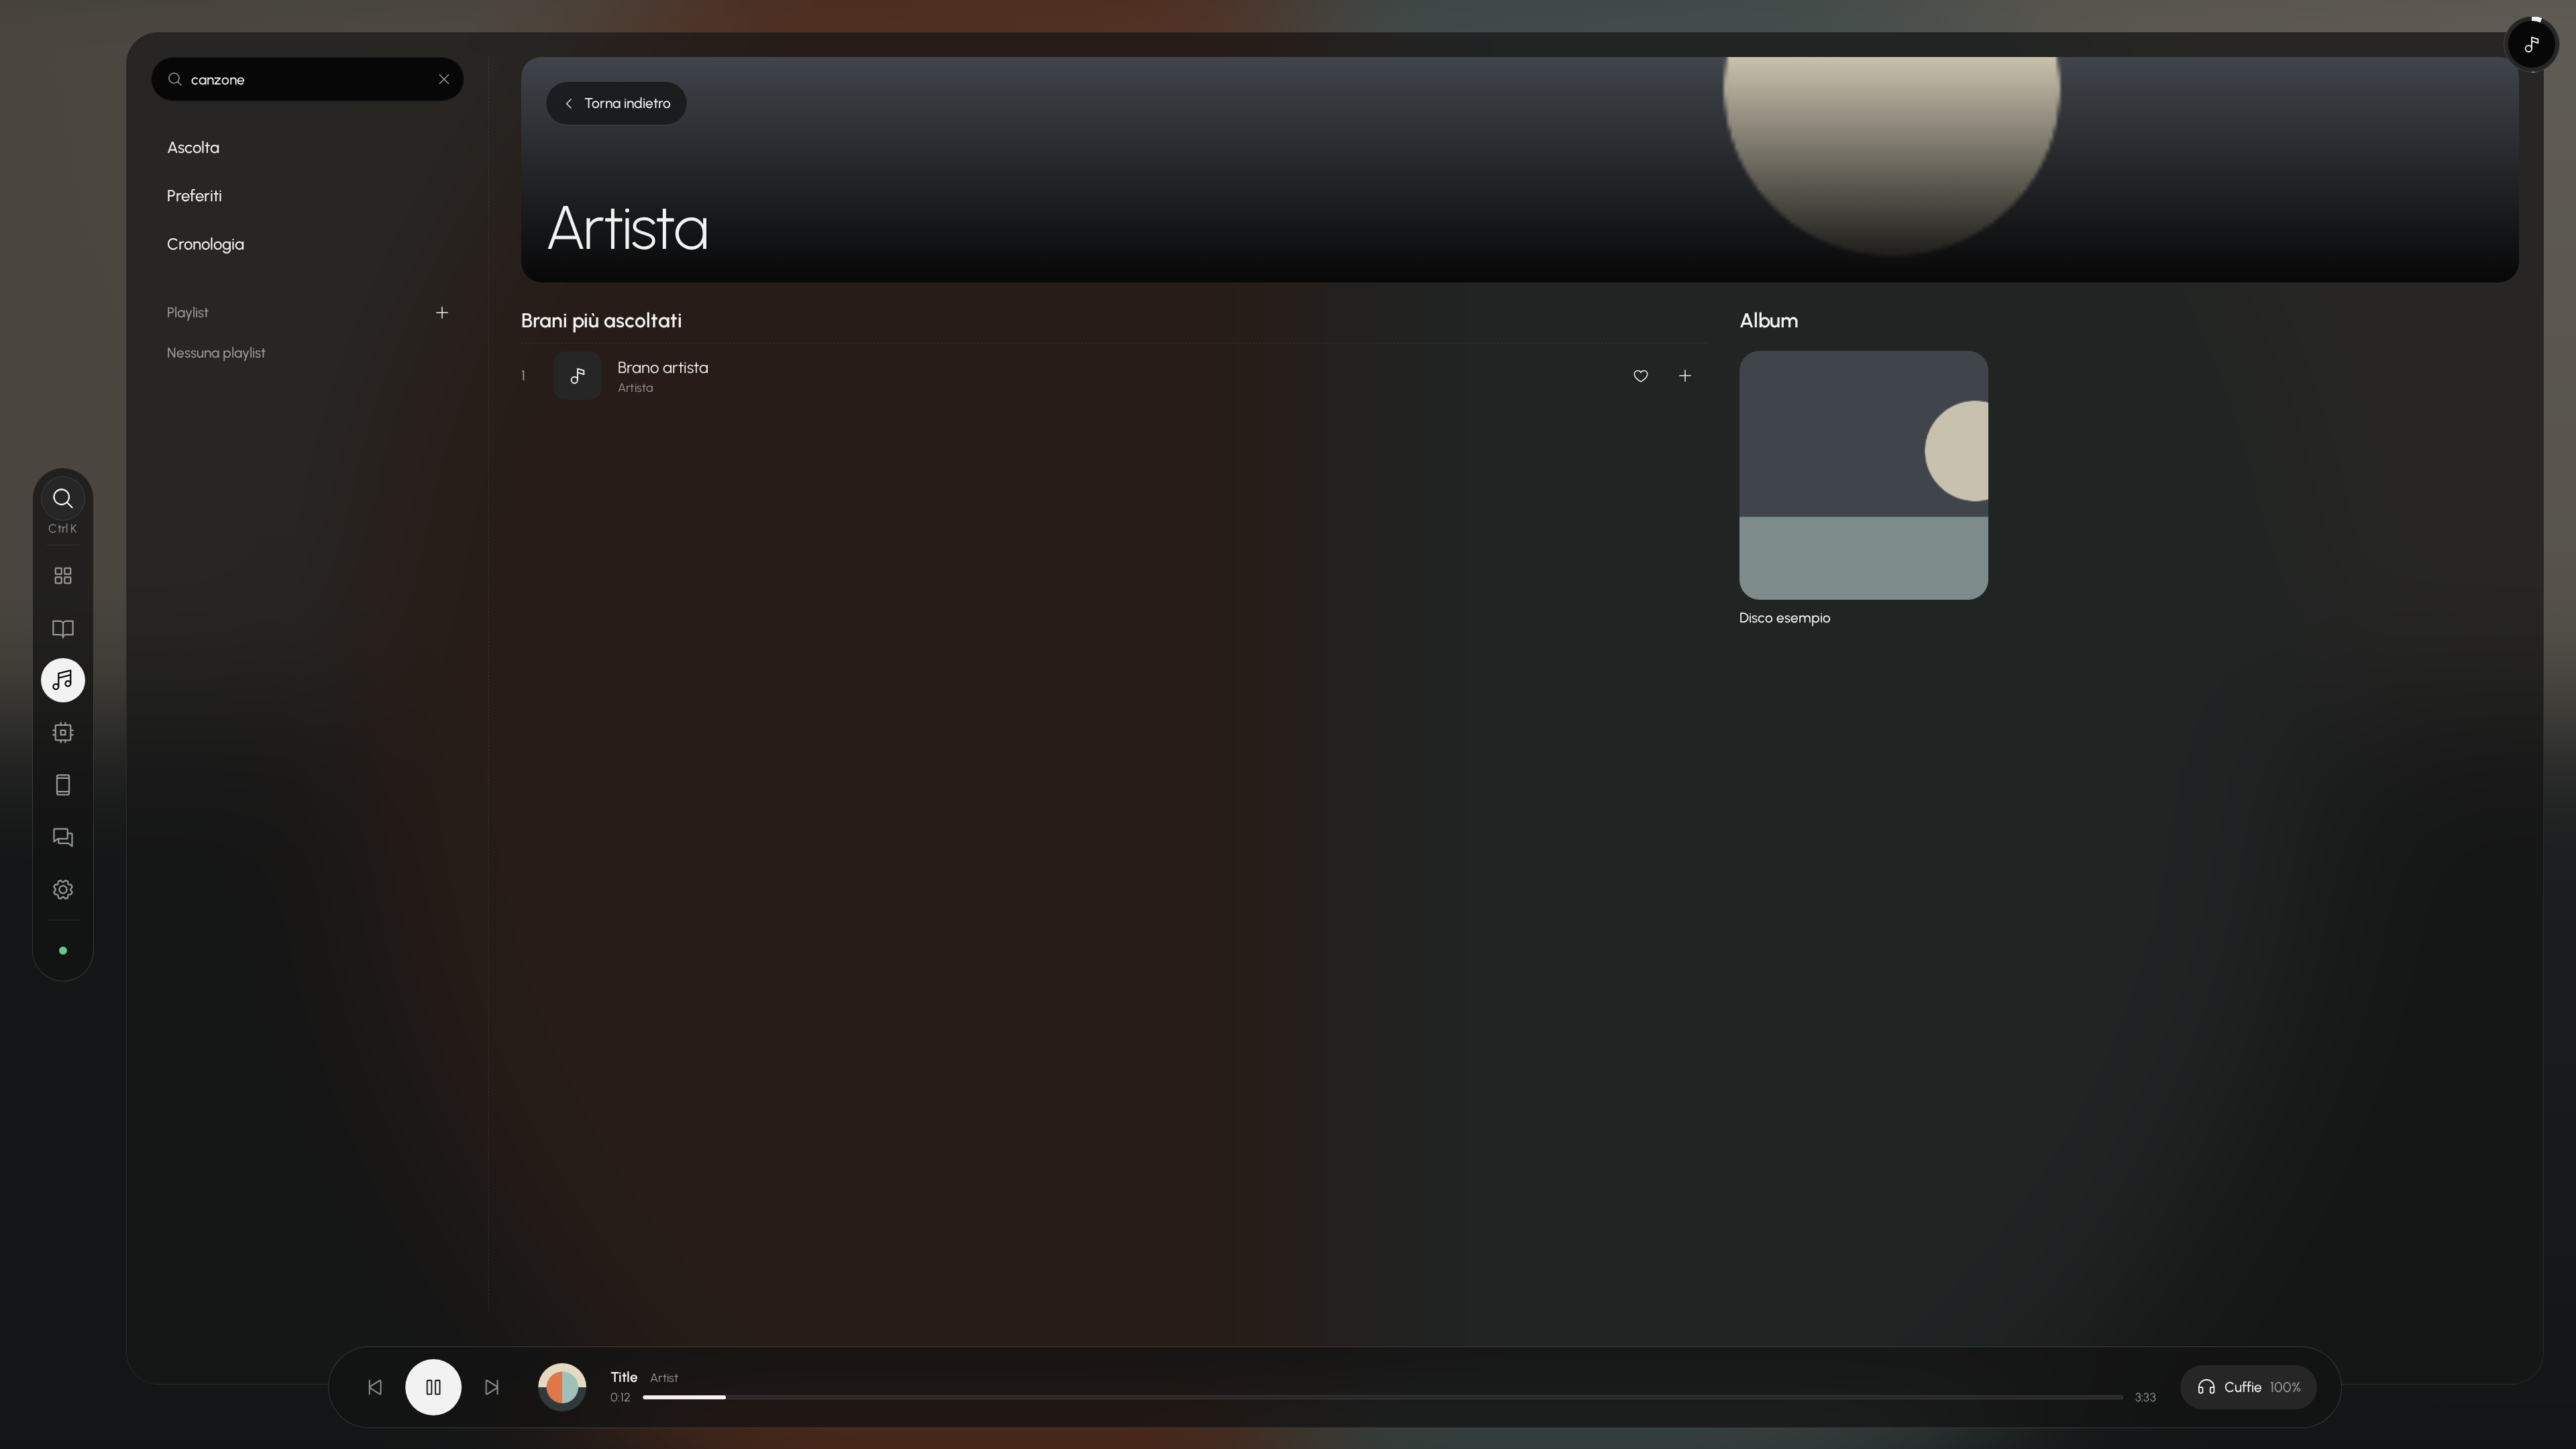 canzone
Torna indietro
Ascolta
Preferiti
Artista
Cronologia
Playlist
Nessuna playlist
Brani più ascoltati
Album
1
Brano artista
Artista
Ctrl K
Disco esempio
Title Artist
0:12
3:33
Cuffie 100%